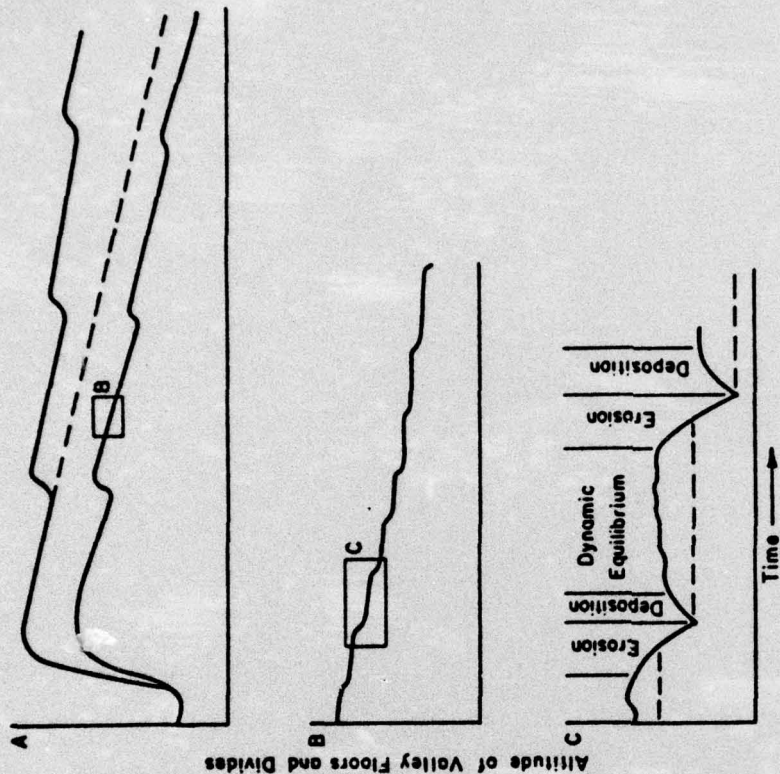 A
B
B
C
C
Erosion
Deposition
Dynamic
Equilibrium
Erosion
Deposition
Time
Altitude of Valley Floors and Divides